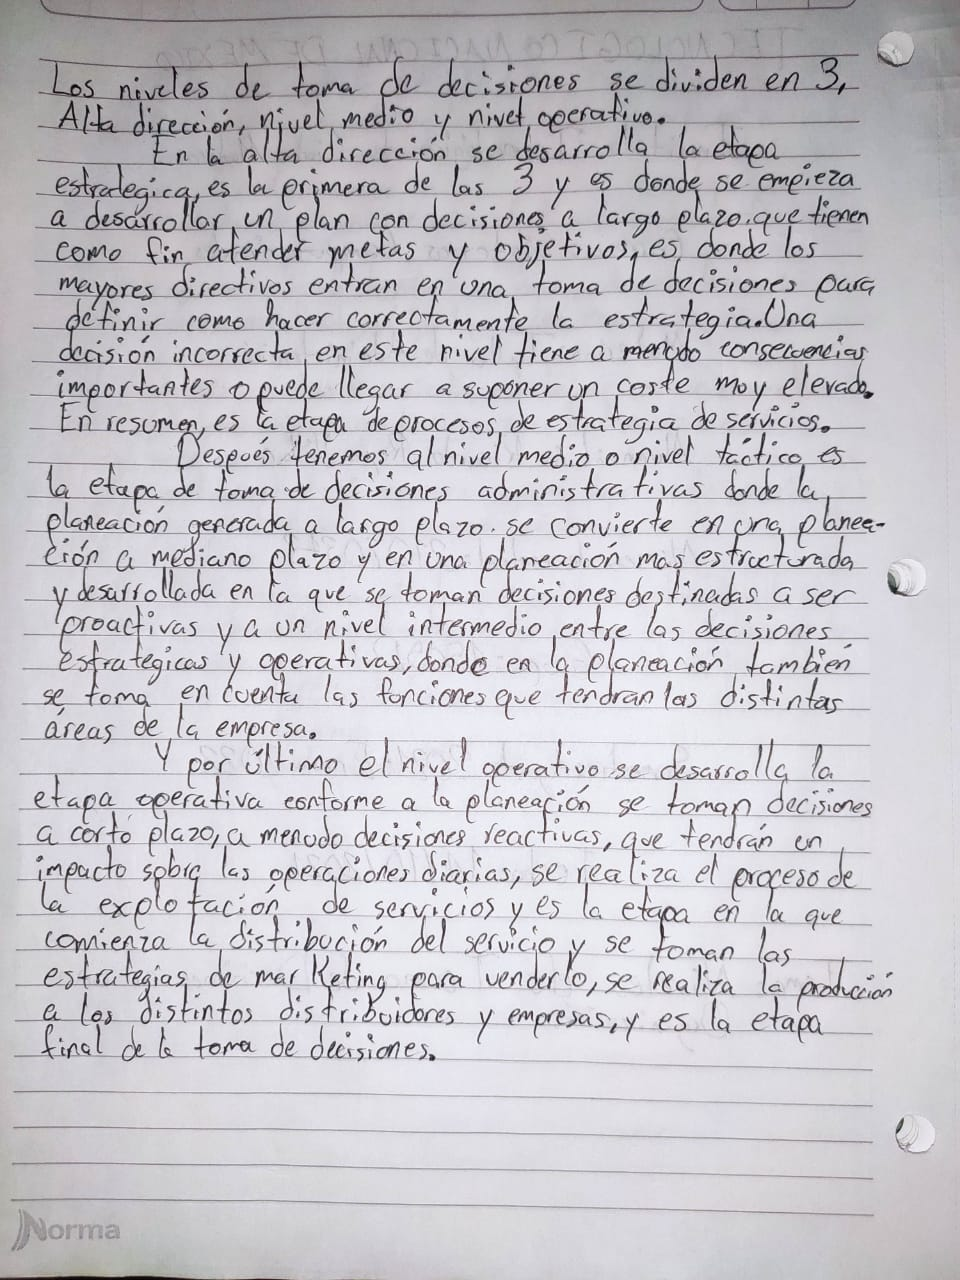 Los niveles de toma de decisiones se dividen en 3,
Alta dirección, nivel medio y nivel operativo.
En la alta dirección se desarrolla la etapa
estrategica, es la primera de las 3 y es donde se empieza
a desarrollar un plan con decisiones a largo plazo que tienen
como fin atender metas y objetivos, es donde los
mayores directivos entran en una toma de decisiones para
definir como hacer correctamente la estrategia. Una
decisión incorrecta en este nivel tiene a menudo consecuencias
importantes o puede llegar a suponer un coste muy elevado.
En resumen, es la etapa de procesos de estrategia de servicios.
Después tenemos al nivel medio o nivel táctico es
la etapa de toma de decisiones administrativas donde la
planeación generada a largo plazo se convierte en una planea-
ción a mediano plazo y en una planeación mas estructurada
y desarrollada en la que se toman decisiones destinadas a ser
proactivas y a un nivel intermedio entre las decisiones
estrategicas y operativas, donde en la planeación también
se toma en cuenta las funciones que tendran las distintas
áreas de la empresa.
Y por último el nivel operativo se desarrolla la
etapa operativa conforme a la planeación se toman decisiones
a corto plazo, a menudo decisiones reactivas, que tendrán un
impacto sobre las operaciones diarias, se realiza el proceso de
la explotación de servicios y es la etapa en la que
comienza la distribución del servicio y se toman las
estrategias de marketing para venderlo, se realiza la producción
a los distintos distribuidores y empresas, y es la etapa
final de la toma de decisiones.
Norma